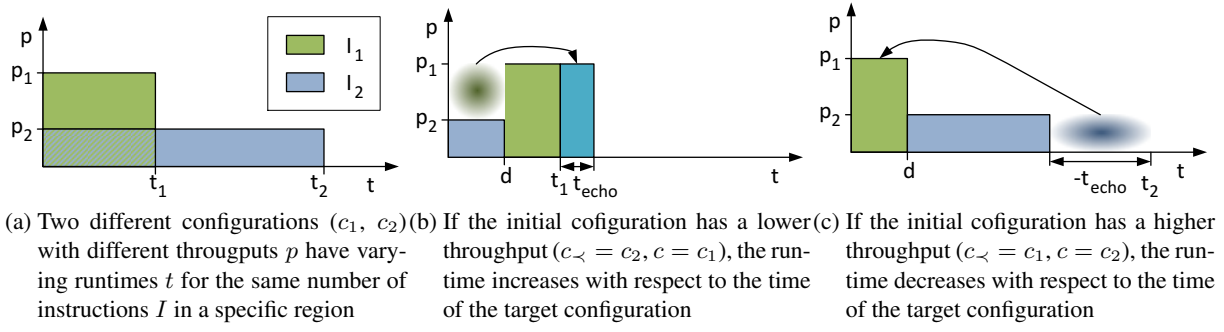 p
p1
p2
t1
t2
t
I1
I2
p
p1
p2
d
t1
techo
t
p
p1
p2
d
-techo
t2
t
(a) Two different configurations (c1, c2) with different througputs p have vary-
ing runtimes t for the same number of
instructions I in a specific region
(b) If the initial cofiguration has a lower
throughput (c≺ = c2, c = c1), the run-
time increases with respect to the time
of the target configuration
(c) If the initial cofiguration has a higher
throughput (c≺ = c1, c = c2), the run-
time decreases with respect to the time
of the target configuration